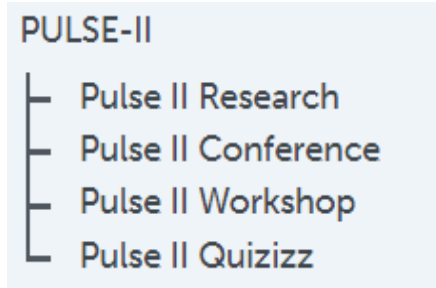 PULSE-II
Pulse II Research
Pulse II Conference
Pulse II Workshop
Pulse II Quizizz